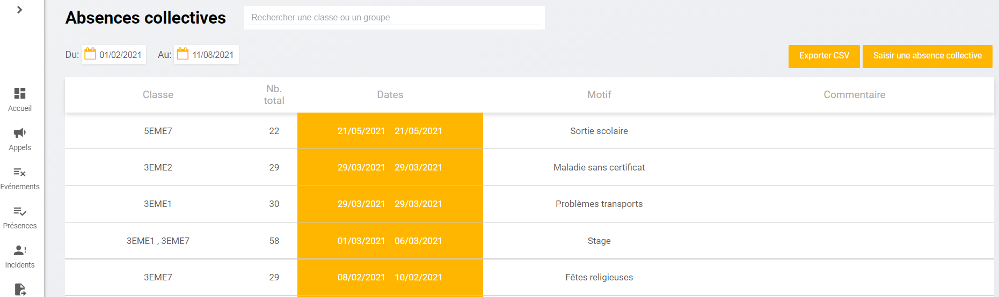 Absences collectives
Rechercher une classe ou un groupe
Du: 01/02/2021 Au: 11/08/2021
Exporter CSV Saisir une absence collective
Classe Nb. total Dates Motif Commentaire
5EME7 22 21/05/2021 21/05/2021 Sortie scolaire
3EME2 29 29/03/2021 29/03/2021 Maladie sans certificat
3EME1 30 29/03/2021 29/03/2021 Problèmes transports
3EME1 , 3EME7 58 01/03/2021 06/03/2021 Stage
3EME7 29 08/02/2021 10/02/2021 Fêtes religieuses
Accueil
Appels
Evénements
Présences
Incidents